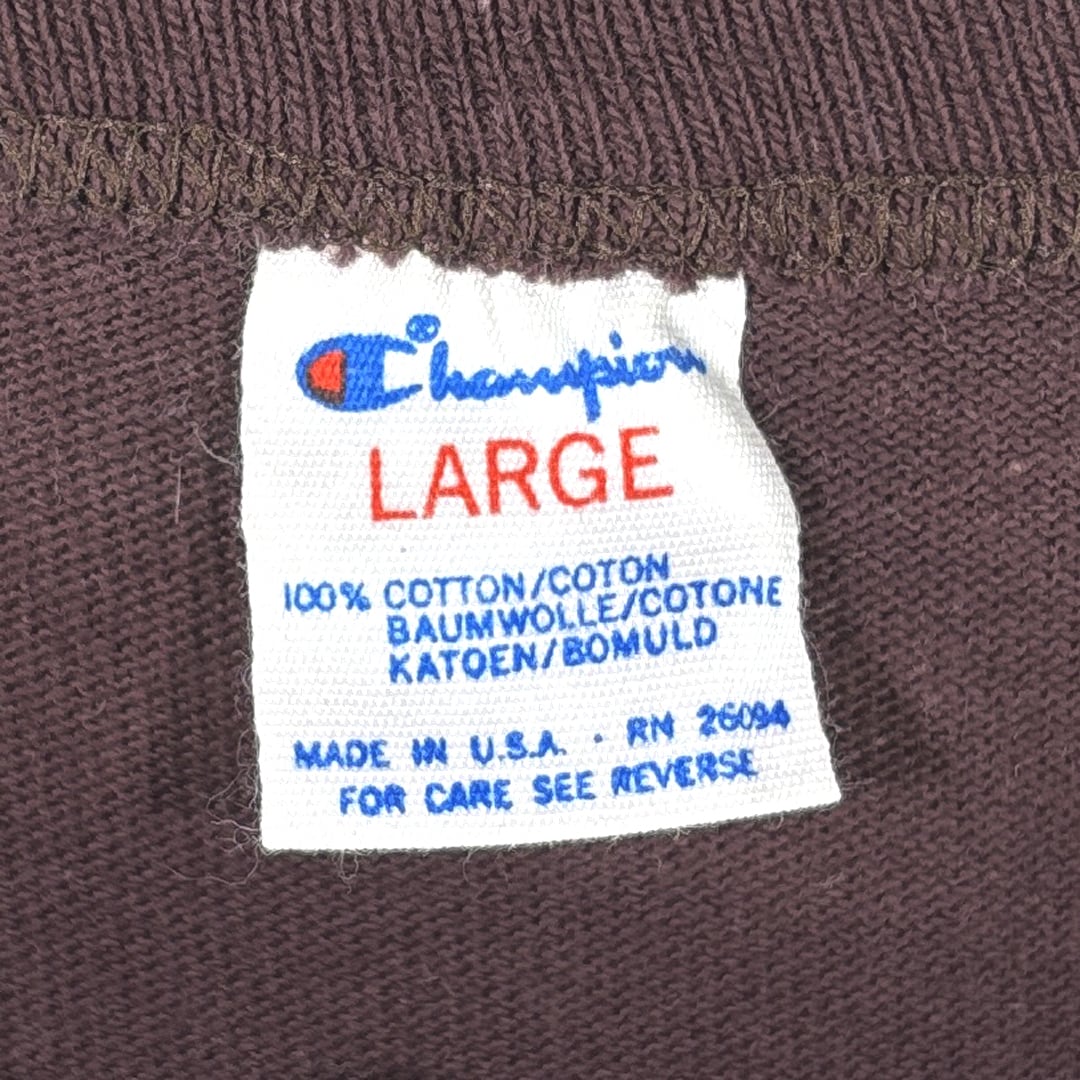 Champion®
LARGE
100% COTTON/COTON
BAUMWOLLE/COTONE
KATOEN/BOMULD
MADE IN U.S.A. · RN 26094
FOR CARE SEE REVERSE